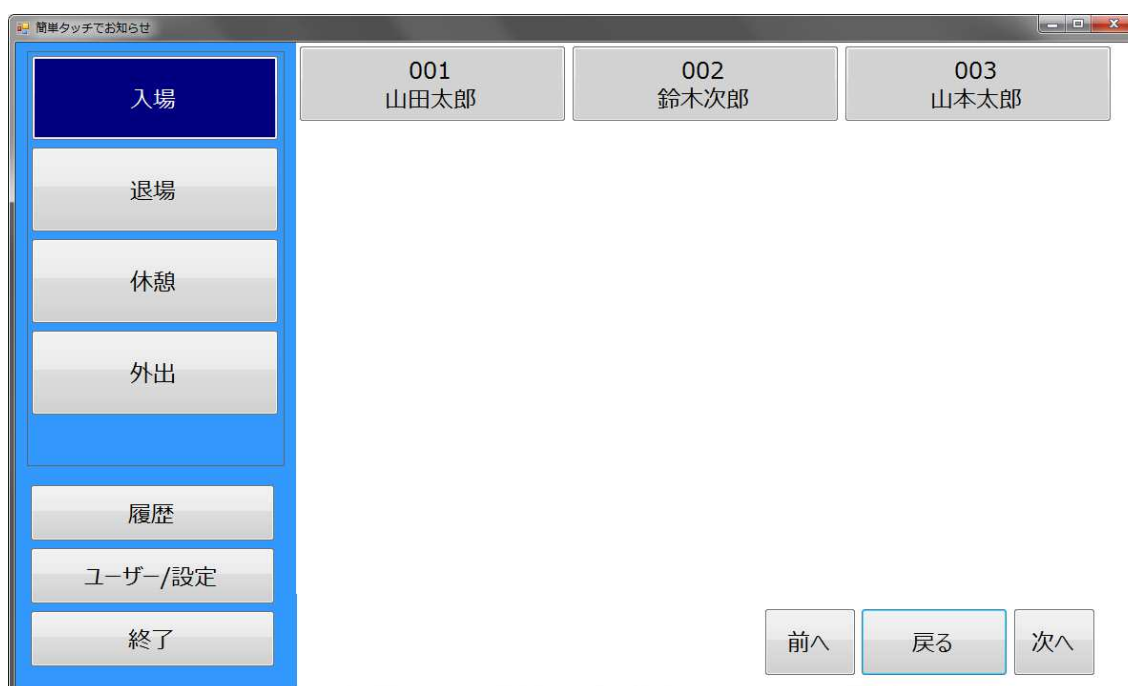 簡単タッチでお知らせ
入場
退場
休憩
外出
履歴
ユーザー/設定
終了
001
山田太郎
002
鈴木次郎
003
山本太郎
前へ
戻る
次へ